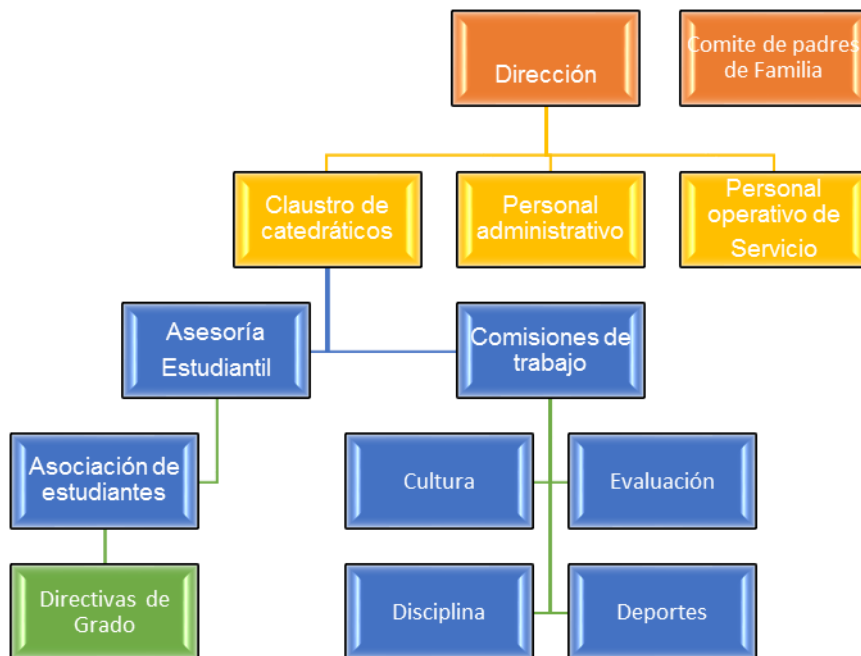 Dirección
Comite de padres
de Familia
Claustro de
catedráticos
Personal
administrativo
Personal
operativo de
Servicio
Asesoría
Estudiantil
Comisiones de
trabajo
Asociación de
estudiantes
Cultura
Evaluación
Directivas de
Grado
Disciplina
Deportes